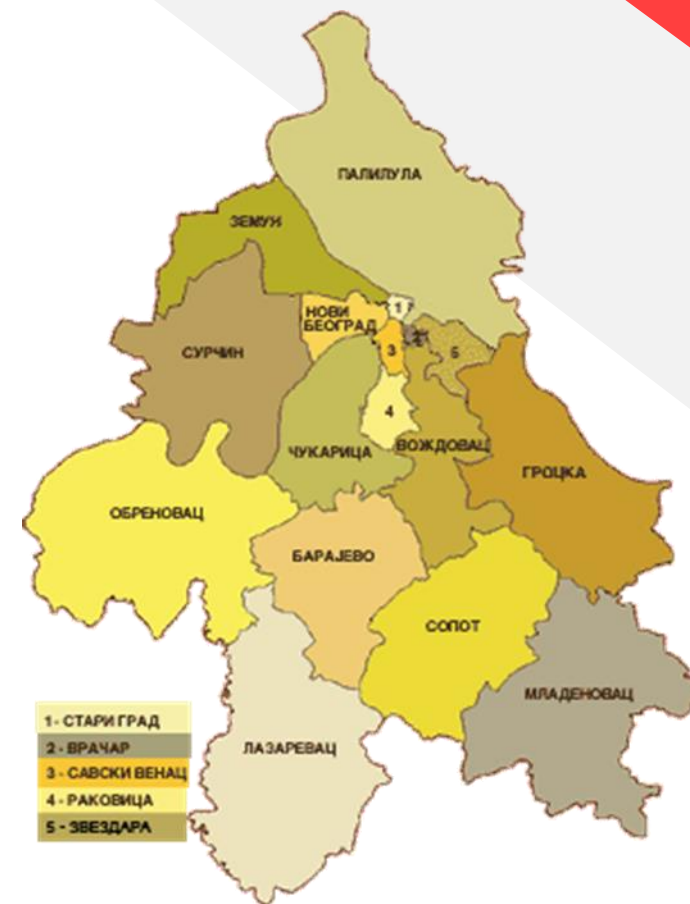 ПАЛИЛУЛА
ЗЕМУН
НОВИ
БЕОГРАД
1
2
СУРЧИН
3
5
4
ЧУКАРИЦА
ВОЖДОВАЦ
ГРОЦКА
ОБРЕНОВАЦ
БАРАЈЕВО
СОПОТ
МЛАДЕНОВАЦ
ЛАЗАРЕВАЦ
1 - СТАРИ ГРАД
2 - ВРАЧАР
3 - САВСКИ ВЕНАЦ
4 - РАКОВИЦА
5 - ЗВЕЗДАРА